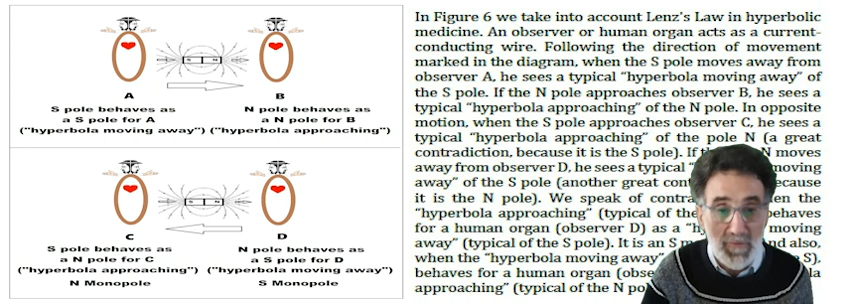 A
B
S pole behaves as
a S pole for A
("hyperbola moving away")
N pole behaves as
a N pole for B
("hyperbola approaching")
C
D
S pole behaves as
a N pole for C
("hyperbola approaching")
N Monopole
N pole behaves as
a S pole for D
("hyperbola moving away")
S Monopole
In Figure 6 we take into account Lenz's Law in hyperbolic
medicine. An observer or human organ acts as a current-
conducting wire. Following the direction of movement
marked in the diagram, when the S pole moves away from
observer A, he sees a typical "hyperbola moving away" of
the S pole. If the N pole approaches observer B, he sees a
typical "hyperbola approaching" of the N pole. In opposite
motion, when the S pole approaches observer C, he sees a
typical "hyperbola approaching" of the pole N (a great
contradiction, because it is the S pole). If N moves
away from observer D, he sees a typical moving
away" of the S pole (another great
it is the N pole). We speak of the
"hyperbola approaching" (typical of the behaves
for a human organ (observer D) as a moving
away" (typical of the S pole). It is an S and also,
when the "hyperbola moving away" S),
behaves for a human organ
approaching" (typical of the N